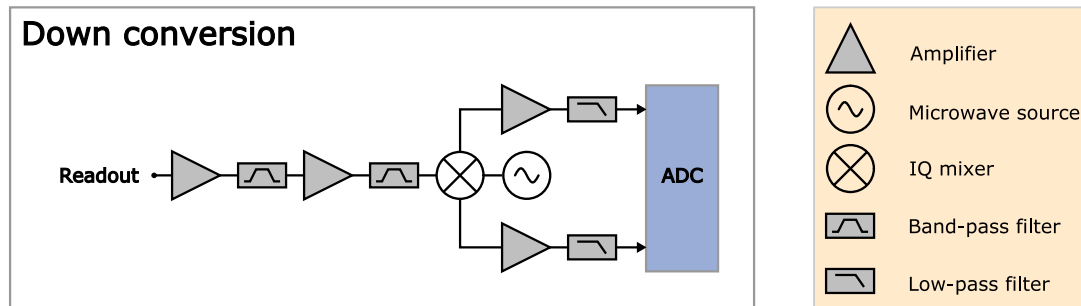 Down conversion
Readout
ADC
Amplifier
Microwave source
IQ mixer
Band-pass filter
Low-pass filter